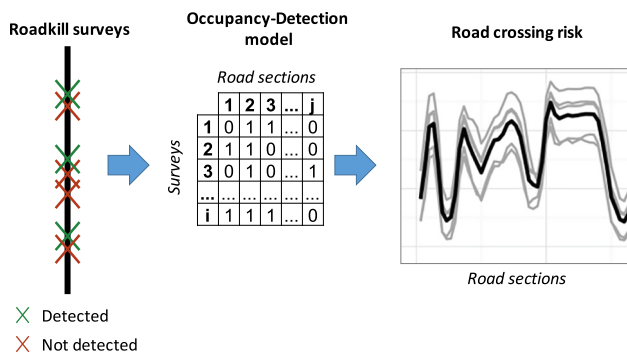 Roadkill surveys
Occupancy-Detection
model
Road crossing risk
Road sections
1 2 3 ... j
1 0 1 1 ... 0
2 1 1 0 ... 0
3 0 1 0 ... 1
... ... ... ... ... ...
i 1 1 1 ... 0
Surveys
Road sections
Detected
Not detected